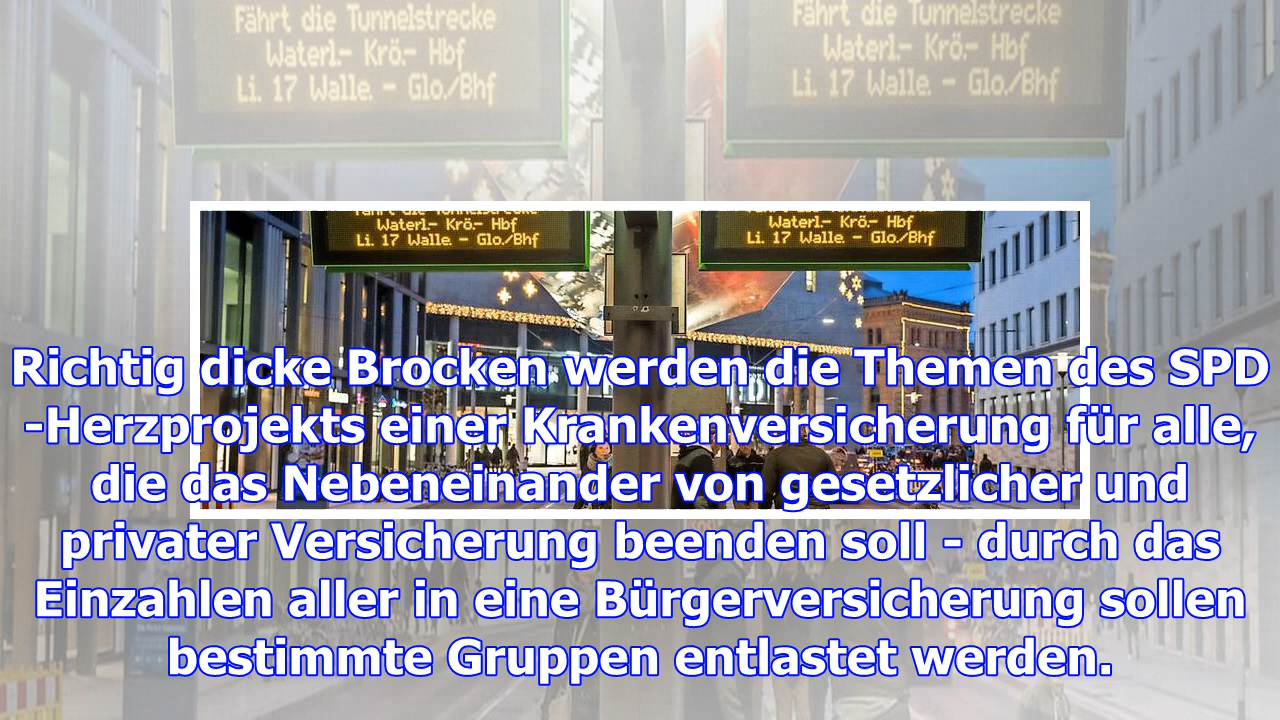 Fährt die Tunnelstrecke
Waterl.- Krö.- Hbf
Li. 17 Walle. - Glo./Bhf
Fährt die Tunnelstrecke
Waterl.- Krö.- Hbf
Li. 17 Walle. - Glo./Bhf
Fährt die Tunnelstrecke
Waterl.- Krö.- Hbf
Li. 17 Walle. - Glo./Bhf
Waterl.- Krö.- Hbf
Li. 17 Walle. - Glo./Bhf
Richtig dicke Brocken werden die Themen des SPD
-Herzprojekts einer Krankenversicherung für alle,
die das Nebeneinander von gesetzlicher und
privater Versicherung beenden soll - durch das
Einzahlen aller in eine Bürgerversicherung sollen
bestimmte Gruppen entlastet werden.